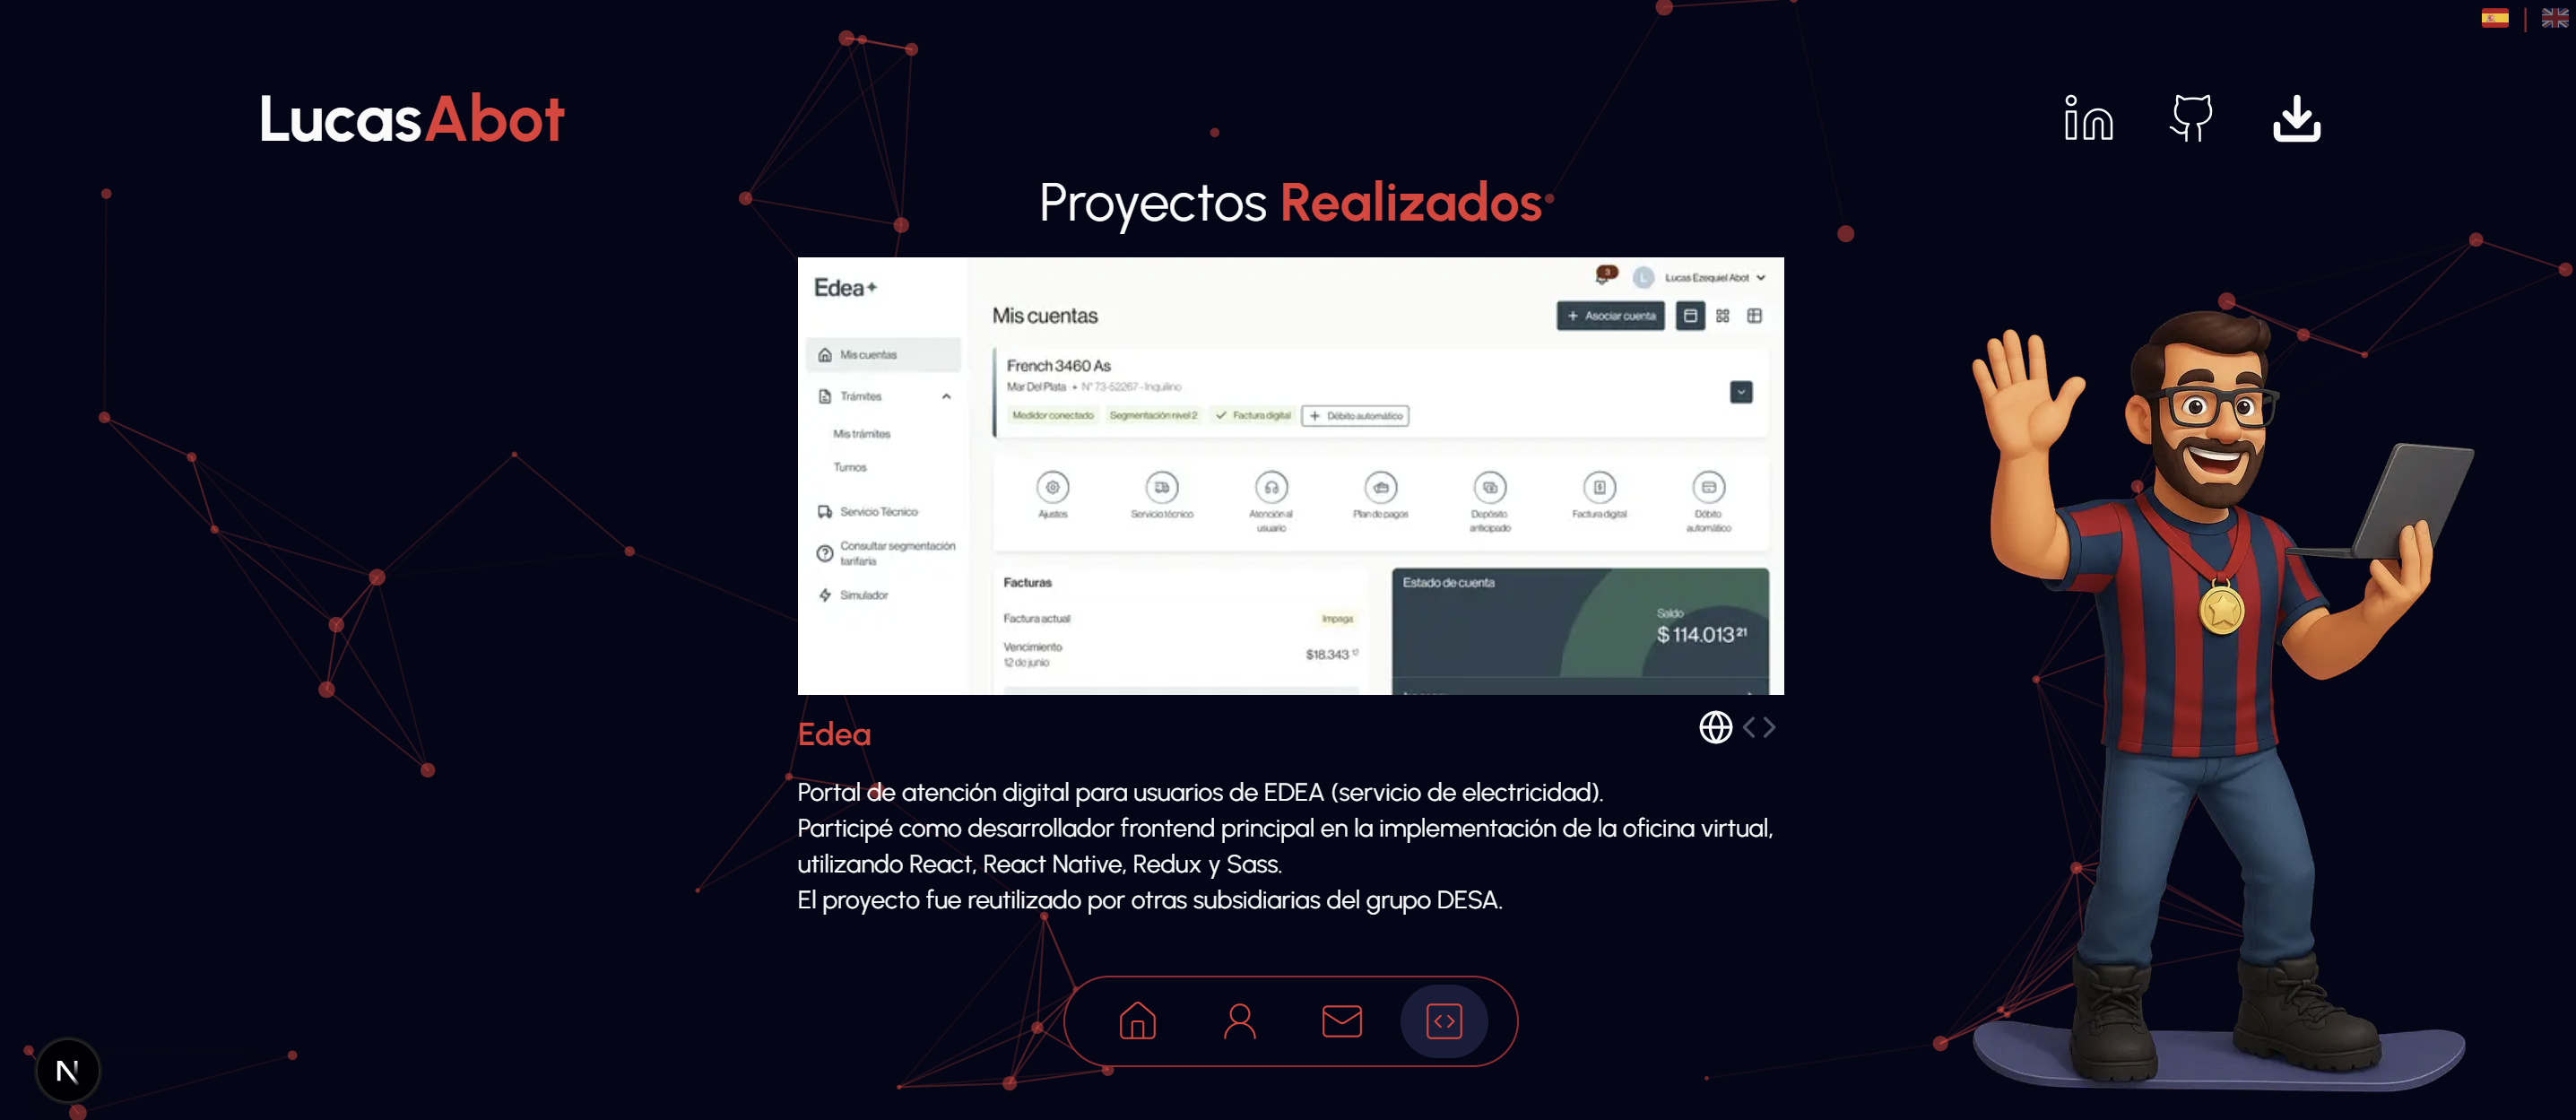 LucasAbot
Proyectos Realizados
Edea
3
L
Lucas Ezequiel Abot
Mis cuentas
+ Asociar cuenta
Mis cuentas
Trámites
Mis trámites
Turnos
Servicio Técnico
Consultar segmentación
tarifaria
Simulador
French 3460 As
Mar Del Plata • N° 73-52267 - Inquilino
Medidor conectado
Segmentación nivel 2
Factura digital
+ Débito automático
Ajustes
Servicio técnico
Atención al
usuario
Plan de pagos
Depósito
anticipado
Factura digital
Débito
automático
Facturas
Factura actual
Impaga
Vencimiento
12 de junio
$18.343
Estado de cuenta
Saldo
$ 114.013 21
Edea
Portal de atención digital para usuarios de EDEA (servicio de electricidad).
Participé como desarrollador frontend principal en la implementación de la oficina virtual,
utilizando React, React Native, Redux y Sass.
El proyecto fue reutilizado por otras subsidiarias del grupo DESA.
N